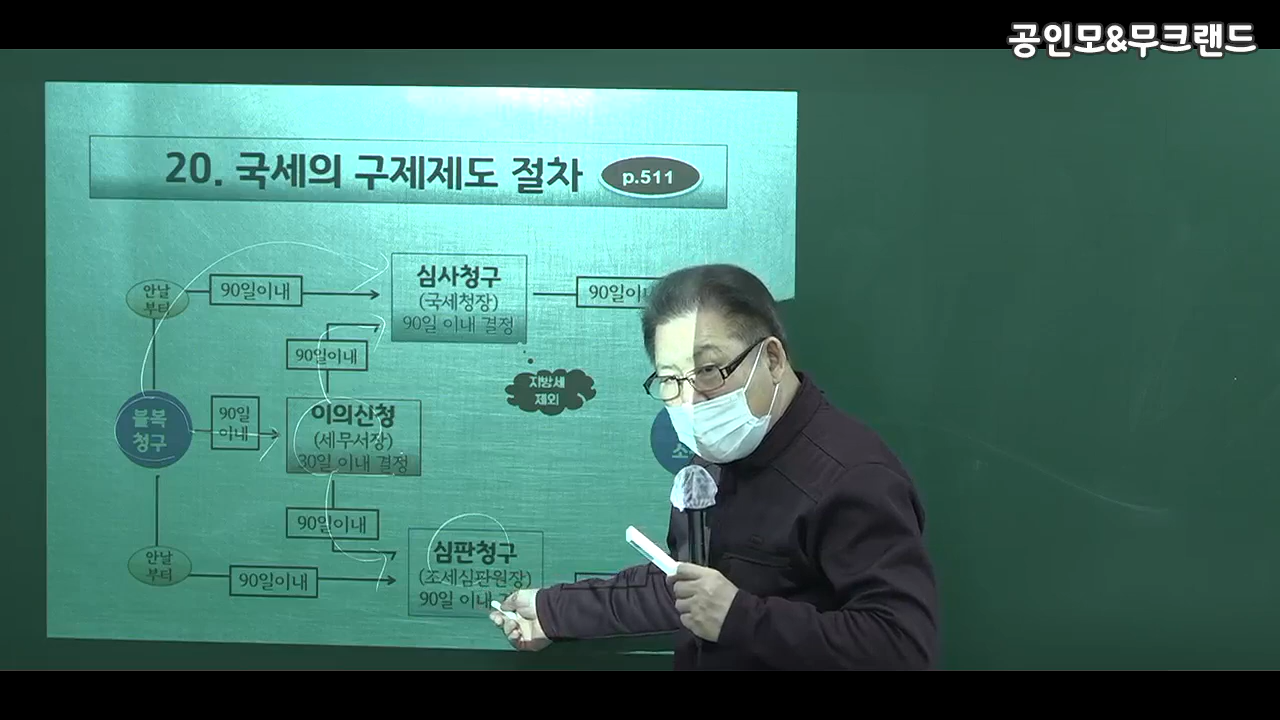 공인모&무크랜드
20. 국세의 구제제도 절차
p.511
안날
부터
90일이내
심사청구
(국세청장)
90일 이내 결정
90일이내
90일이내
지방세
제외
불복
청구
90일
이내
이의신청
(세무서장)
30일 이내 결정
소
90일이내
안날
부터
90일이내
심판청구
(조세심판원장)
90일 이내